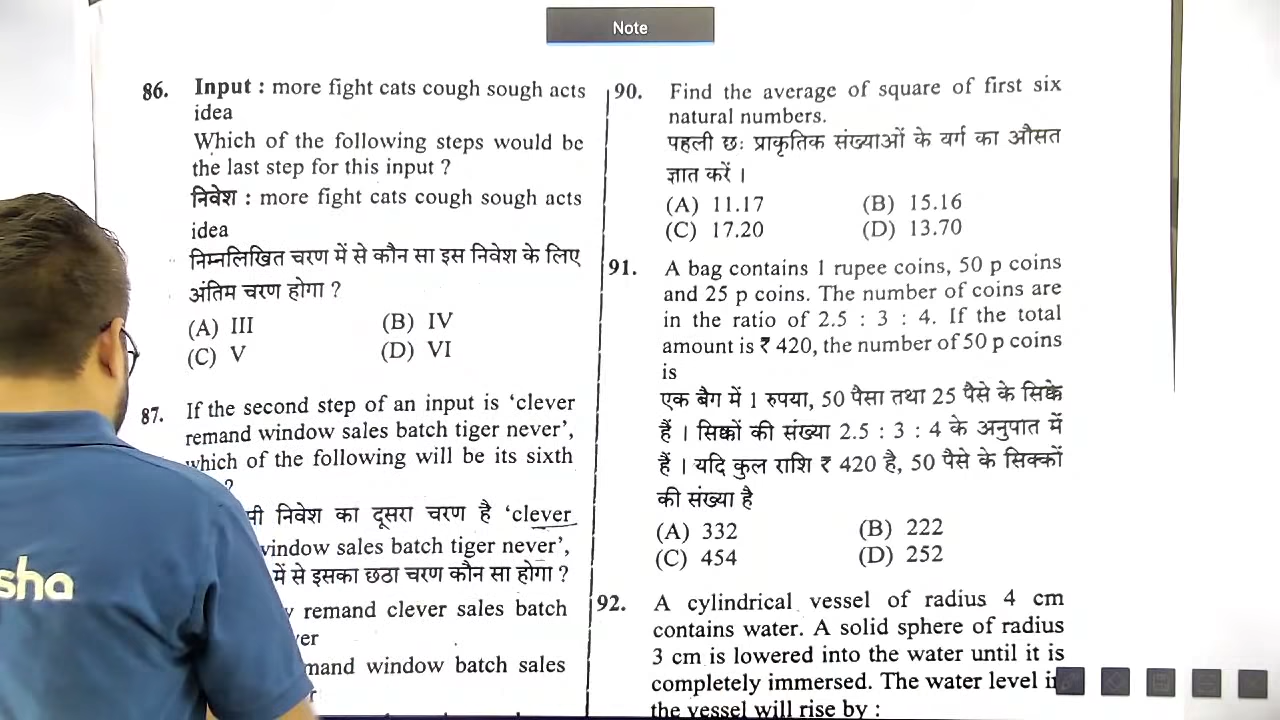 Note
86. Input : more fight cats cough sough acts
idea
Which of the following steps would be
the last step for this input ?
निवेश : more fight cats cough sough acts
idea
निम्नलिखित चरण में से कौन सा इस निवेश के लिए
अंतिम चरण होगा ?
(A) III (B) IV
(C) V (D) VI
87. If the second step of an input is ‘clever
remand window sales batch tiger never’,
which of the following will be its sixth
?
निवेश का दूसरा चरण है ‘clever
window sales batch tiger never’,
में से इसका छठा चरण कौन सा होगा ?
remand clever sales batch
window batch sales
90. Find the average of square of first six
natural numbers.
पहली छः प्राकृतिक संख्याओं के वर्ग का औसत
ज्ञात करें ।
(A) 11.17 (B) 15.16
(C) 17.20 (D) 13.70
91. A bag contains 1 rupee coins, 50 p coins
and 25 p coins. The number of coins are
in the ratio of 2.5 : 3 : 4. If the total
amount is ₹ 420, the number of 50 p coins
is
एक बैग में 1 रुपया, 50 पैसा तथा 25 पैसे के सिक्के
हैं । सिक्कों की संख्या 2.5 : 3 : 4 के अनुपात में
हैं । यदि कुल राशि ₹ 420 है, 50 पैसे के सिक्कों
की संख्या है
(A) 332 (B) 222
(C) 454 (D) 252
92. A cylindrical vessel of radius 4 cm
contains water. A solid sphere of radius
3 cm is lowered into the water until it is
completely immersed. The water level in
the vessel will rise by :
sha